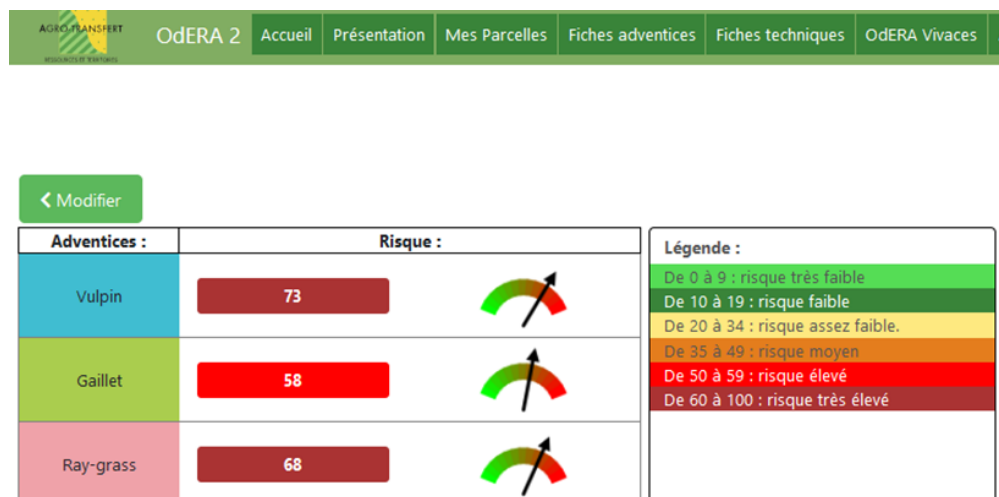 AGRO-TRANSFERT
RESSOURCES ET TERRITOIRES
OdERA 2
Accueil
Présentation
Mes Parcelles
Fiches adventices
Fiches techniques
OdERA Vivaces
Modifier
Adventices :
Risque :
Vulpin
73
Gaillet
58
Ray-grass
68
Légende :
De 0 à 9 : risque très faible
De 10 à 19 : risque faible
De 20 à 34 : risque assez faible.
De 35 à 49 : risque moyen
De 50 à 59 : risque élevé
De 60 à 100 : risque très élevé